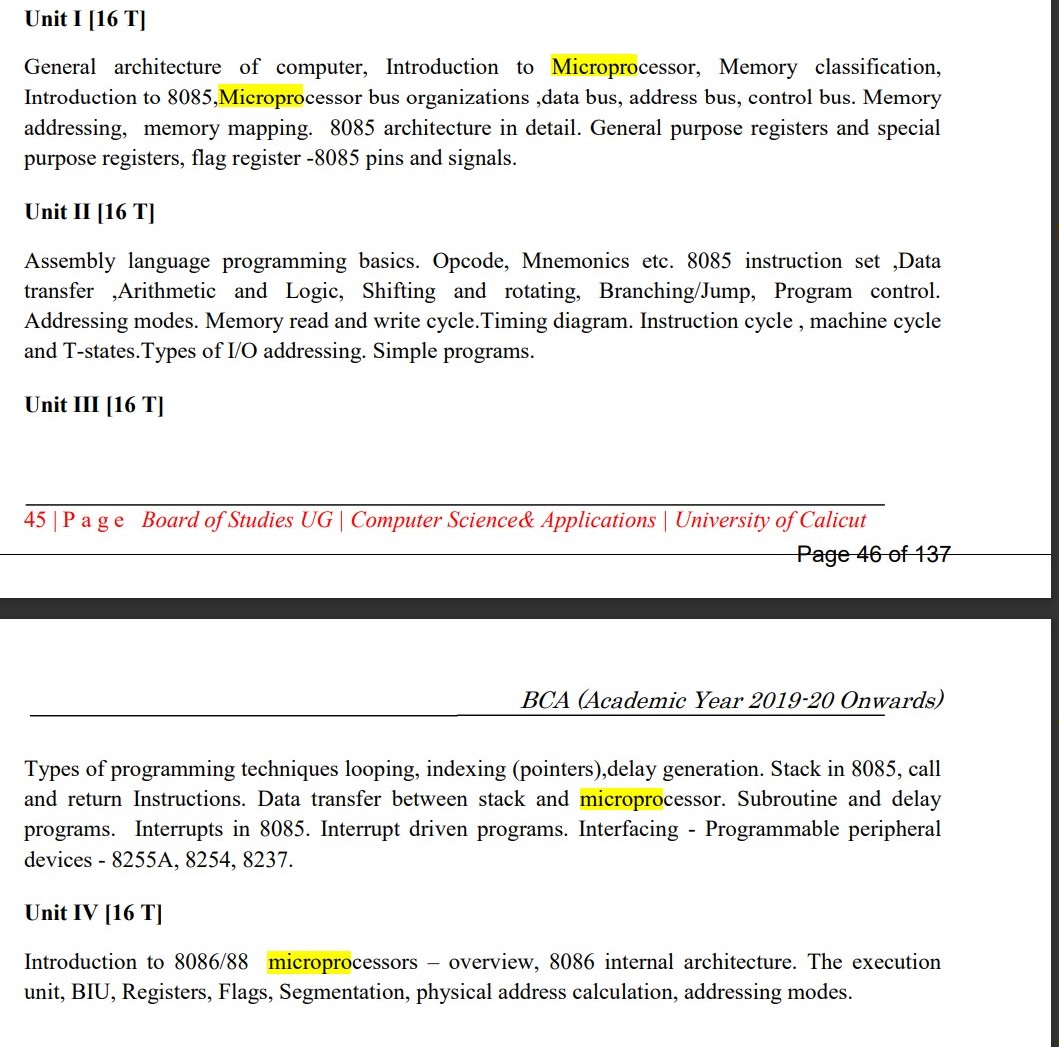 Unit I [16 T]
General architecture of computer, Introduction to Microprocessor, Memory classification,
Introduction to 8085,Microprocessor bus organizations ,data bus, address bus, control bus. Memory
addressing, memory mapping. 8085 architecture in detail. General purpose registers and special
purpose registers, flag register -8085 pins and signals.
Unit II [16 T]
Assembly language programming basics. Opcode, Mnemonics etc. 8085 instruction set ,Data
transfer ,Arithmetic and Logic, Shifting and rotating, Branching/Jump, Program control.
Addressing modes. Memory read and write cycle.Timing diagram. Instruction cycle , machine cycle
and T-states.Types of I/O addressing. Simple programs.
Unit III [16 T]
45 | P a g e Board of Studies UG | Computer Science& Applications | University of Calicut
Page 46 of 137
BCA (Academic Year 2019-20 Onwards)
Types of programming techniques looping, indexing (pointers),delay generation. Stack in 8085, call
and return Instructions. Data transfer between stack and microprocessor. Subroutine and delay
programs. Interrupts in 8085. Interrupt driven programs. Interfacing - Programmable peripheral
devices - 8255A, 8254, 8237.
Unit IV [16 T]
Introduction to 8086/88 microprocessors – overview, 8086 internal architecture. The execution
unit, BIU, Registers, Flags, Segmentation, physical address calculation, addressing modes.